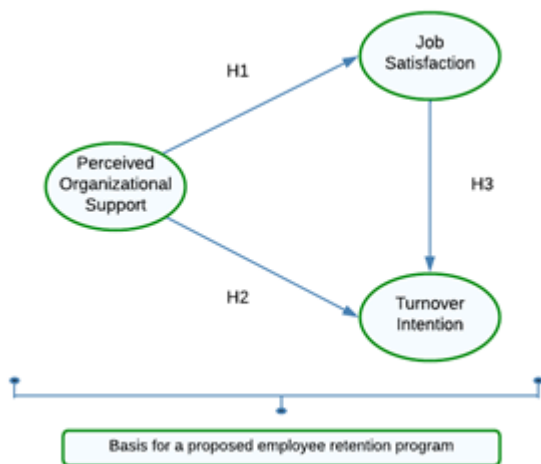 Job
Satisfaction
H1
Perceived
Organizational
Support
H3
H2
Turnover
Intention
Basis for a proposed employee retention program